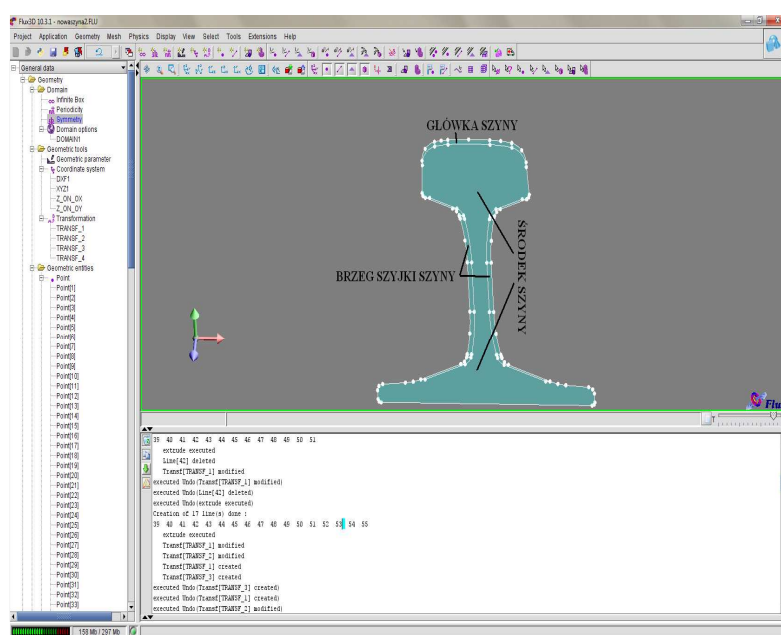 Flux3D 10.3.1 - nowaszyna2.FLU
Project Application Geometry Mesh Physics Display View Select Tools Extensions Help
General data
Geometry
Domain
Infinite Box
Periodicity
Symmetry
Domain options
DOMAIN1
Geometric tools
Geometric parameter
Coordinate system
DXF1
XYZ1
Z_ON_OX
Z_ON_OY
Transformation
TRANSF_1
TRANSF_2
TRANSF_3
TRANSF_4
Geometric entities
Point
Point[1]
Point[2]
Point[3]
Point[4]
Point[5]
Point[6]
Point[7]
Point[8]
Point[9]
Point[10]
Point[11]
Point[12]
Point[13]
Point[14]
Point[15]
Point[16]
Point[17]
Point[18]
Point[19]
Point[20]
Point[21]
Point[22]
Point[23]
Point[24]
Point[25]
Point[26]
Point[27]
Point[28]
Point[29]
Point[30]
Point[31]
Point[32]
Point[33]
158 Mb / 297 Mb
GLÓWKA SZYNY
BRZEG SZYJKI SZYNY
ŚRODEK SZYNY
Flu
T
39 40 41 42 43 44 45 46 47 48 49 50 51
extrude executed
Line[42] deleted
Transf[TRANSF_1] modified
executed Undo(Transf[TRANSF_1] modified)
executed Undo(Line[42] deleted)
executed Undo(extrude executed)
Creation of 17 line(s) done :
39 40 41 42 43 44 45 46 47 48 49 50 51 52 53 54 55
extrude executed
Transf[TRANSF_1] modified
Transf[TRANSF_2] modified
Transf[TRANSF_1] created
Transf[TRANSF_3] created
executed Undo(Transf[TRANSF_3] created)
executed Undo(Transf[TRANSF_1] created)
executed Undo(Transf[TRANSF_2] modified)